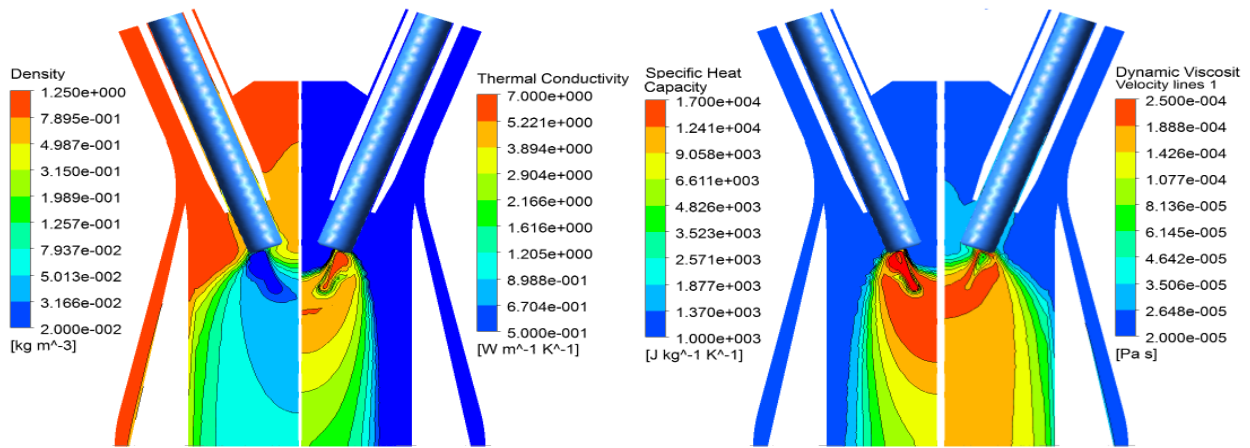 Density
1.250e+000
7.895e-001
4.987e-001
3.150e-001
1.989e-001
1.257e-001
7.937e-002
5.013e-002
3.166e-002
2.000e-002
[kg m^-3]
Thermal Conductivity
7.000e+000
5.221e+000
3.894e+000
2.904e+000
2.166e+000
1.616e+000
1.205e+000
8.988e-001
6.704e-001
5.000e-001
[W m^-1 K^-1]
Specific Heat
Capacity
1.700e+004
1.241e+004
9.058e+003
6.611e+003
4.826e+003
3.523e+003
2.571e+003
1.877e+003
1.370e+003
1.000e+003
[J kg^-1 K^-1]
Dynamic Viscosit
Velocity lines 1
2.500e-004
1.888e-004
1.426e-004
1.077e-004
8.136e-005
6.145e-005
4.642e-005
3.506e-005
2.648e-005
2.000e-005
[Pa s]